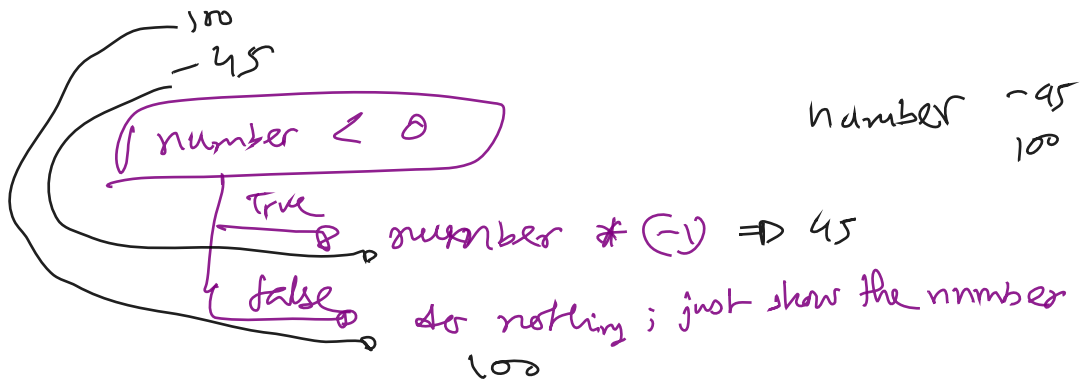 100
- 45
number < 0
number -45
100
True
number * (-1) ⇒ 45
false
do nothing ; just show the number
100